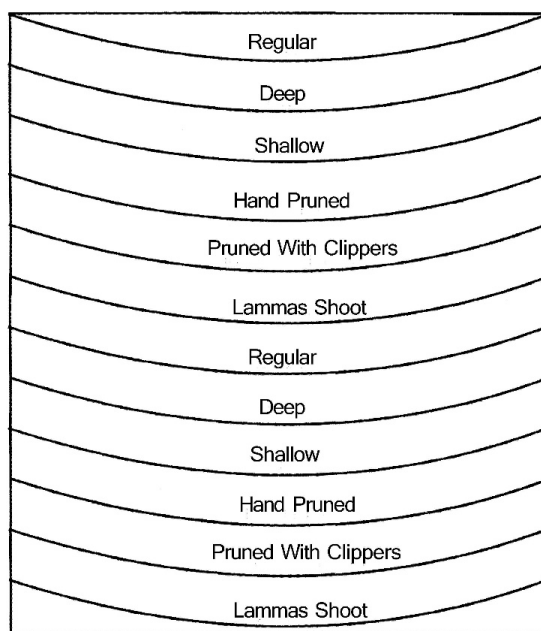 Regular
Deep
Shallow
Hand Pruned
Pruned With Clippers
Lammas Shoot
Regular
Deep
Shallow
Hand Pruned
Pruned With Clippers
Lammas Shoot